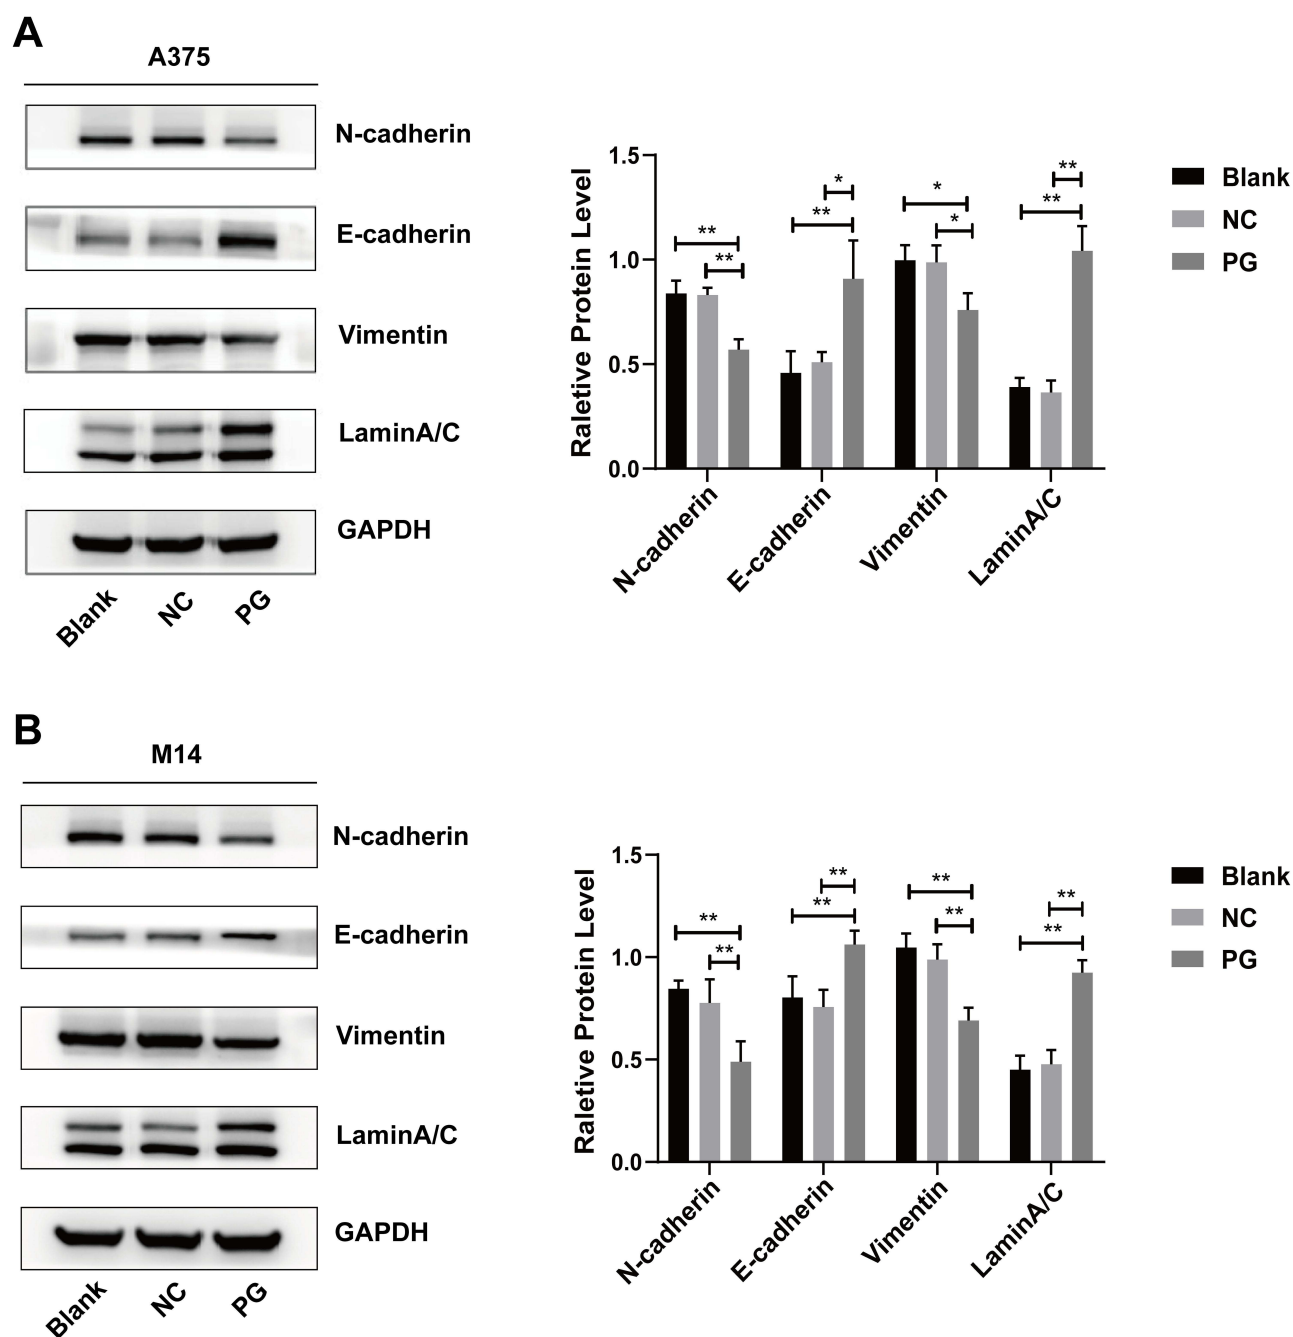 A
A375
N-cadherin
E-cadherin
Vimentin
LaminA/C
GAPDH
Blank NC PG
Raletive Protein Level
1.5
1.0
0.5
0.0
** ** * ** * * ** **
N-cadherin E-cadherin Vimentin LaminA/C
Blank
NC
PG
B
M14
N-cadherin
E-cadherin
Vimentin
LaminA/C
GAPDH
Blank NC PG
Raletive Protein Level
1.5
1.0
0.5
0.0
** ** ** ** ** ** ** **
N-cadherin E-cadherin Vimentin LaminA/C
Blank
NC
PG